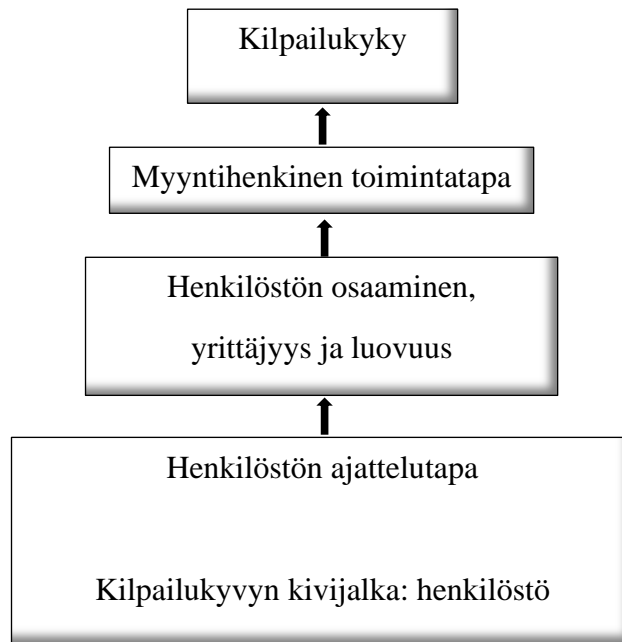 Kilpailukyky
Myyntihenkinen toimintatapa
Henkilöstön osaaminen,
yrittäjyys ja luovuus
Henkilöstön ajattelutapa
Kilpailukyvyn kivijalka: henkilöstö